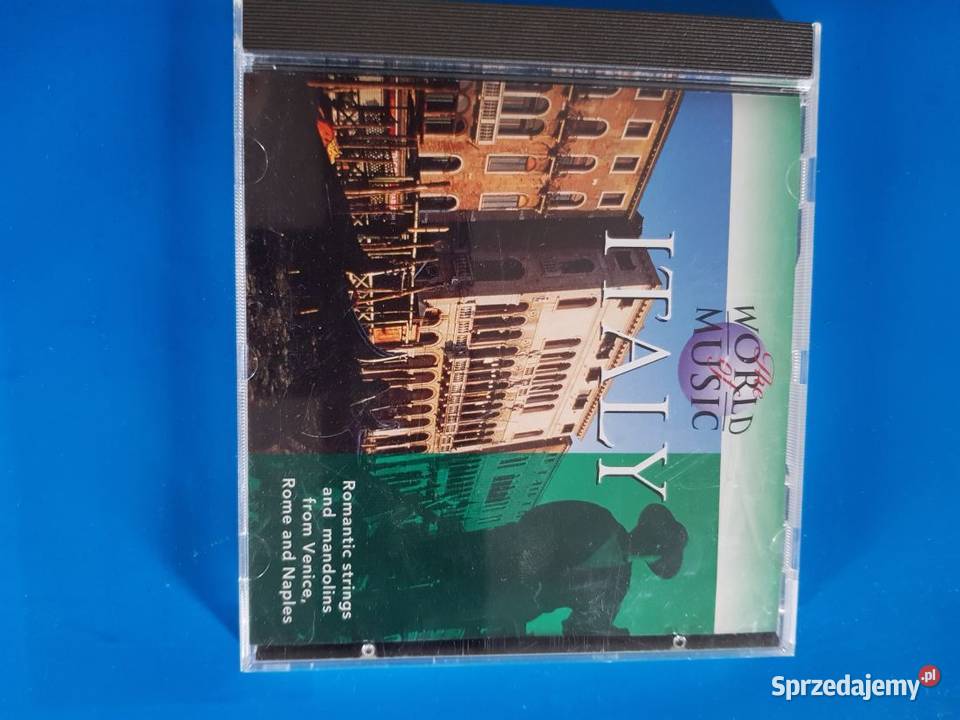 The
WORLD
of
MUSIC
ITALY
Romantic strings
and mandolins
from Venice,
Rome and Naples
Sprzedajemy.pl